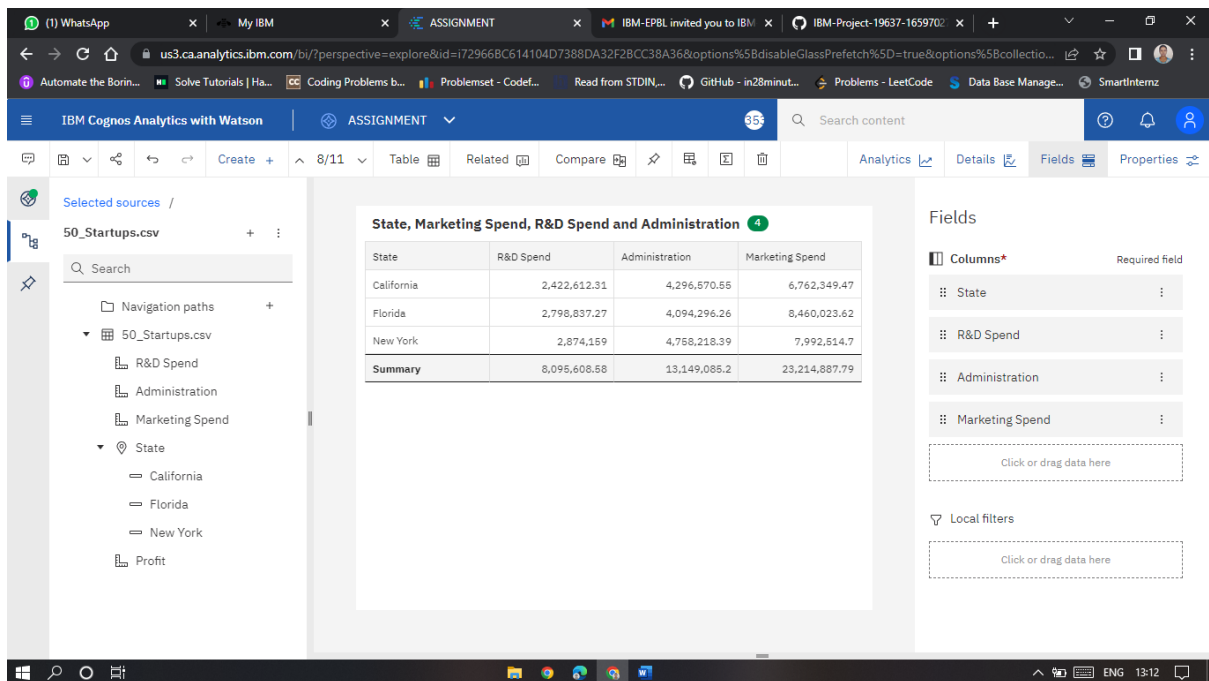 (1) WhatsApp
My IBM
ASSIGNMENT
IBM-EPBL invited you to IBM
IBM-Project-19637-1659702
us3.ca.analytics.ibm.com/bi/?perspective=explore&id=i72966BC614104D7388DA32F2BCC38A36&options%5BdisableGlassPrefetch%5D=true&options%5Bcollectio...
Automate the Borin...
Solve Tutorials | Ha...
Coding Problems b...
Problemset - Codef...
Read from STDIN,...
GitHub - in28minut...
Problems - LeetCode
Data Base Manage...
SmartInternz
IBM Cognos Analytics with Watson
ASSIGNMENT
Search content
Create +
8/11
Table
Related
Compare
Analytics
Details
Fields
Properties
Selected sources /
50_Startups.csv
Search
Navigation paths
50_Startups.csv
R&D Spend
Administration
Marketing Spend
State
California
Florida
New York
Profit
State, Marketing Spend, R&D Spend and Administration 4
State R&D Spend Administration Marketing Spend
California 2,422,612.31 4,296,570.55 6,762,349.47
Florida 2,798,837.27 4,094,296.26 8,460,023.62
New York 2,874,159 4,758,218.39 7,992,514.7
Summary 8,095,608.58 13,149,085.2 23,214,887.79
Fields
Columns* Required field
State
R&D Spend
Administration
Marketing Spend
Click or drag data here
Local filters
Click or drag data here
ENG 13:12